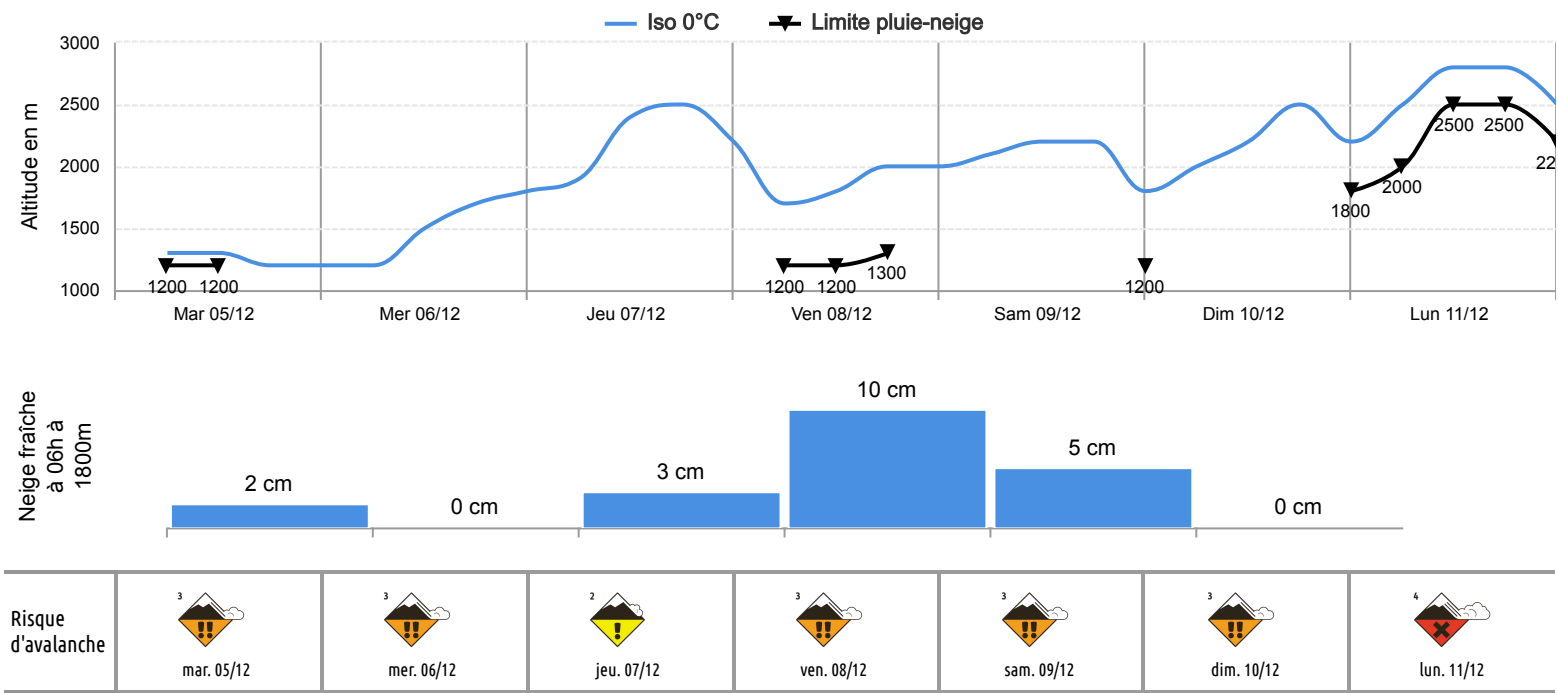 Iso 0°C Limite pluie-neige
Altitude en m
3000
2500
2000
1500
1000
1200 1200 1200 1200 1300 1200 1800 2000 2500 2500 22
Mar 05/12 Mer 06/12 Jeu 07/12 Ven 08/12 Sam 09/12 Dim 10/12 Lun 11/12
Neige fraîche
à 06h à
1800m
2 cm 0 cm 3 cm 10 cm 5 cm 0 cm
Risque
d'avalanche
3 3 2 3 3 3 4
!! !! ! !! !! !!
mar. 05/12 mer. 06/12 jeu. 07/12 ven. 08/12 sam. 09/12 dim. 10/12 lun. 11/12